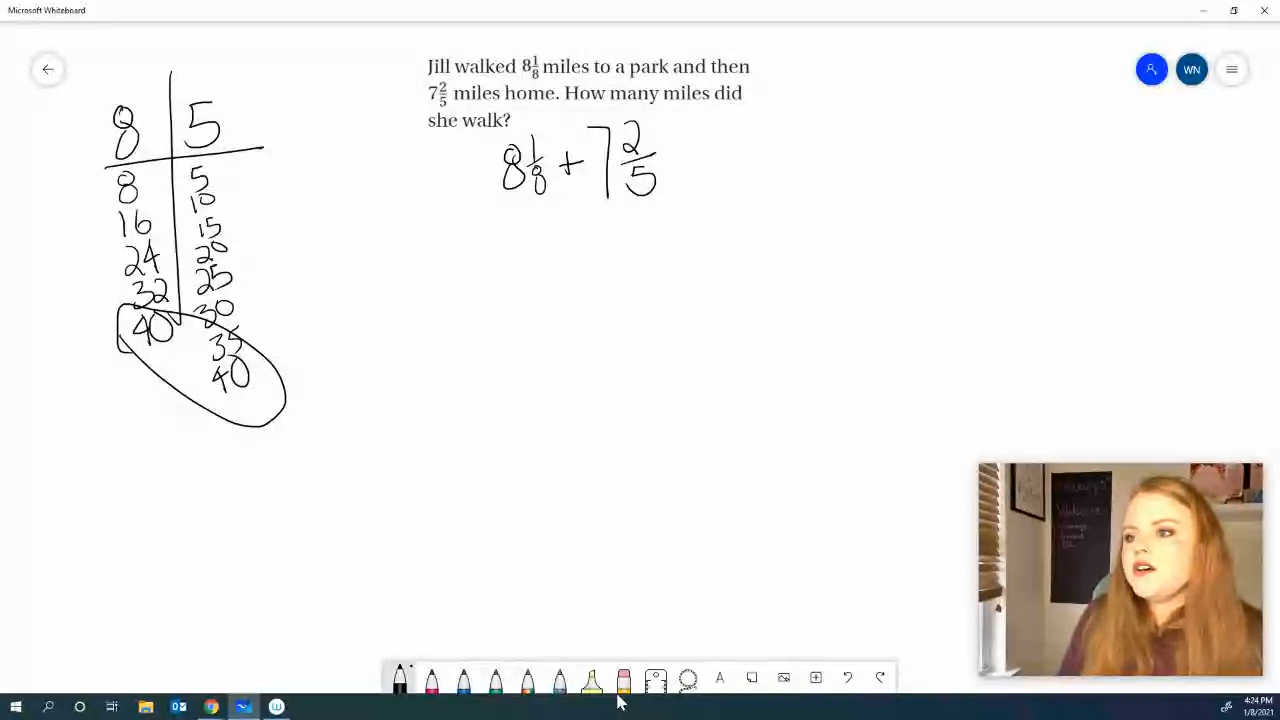 Microsoft Whiteboard
Jill walked 8 1/8 miles to a park and then
7 2/5 miles home. How many miles did
she walk?
8 1/8 + 7 2/5
8 5
8 5
16 10
24 15
32 20
40 25
30
35
40
WN
A
4:24 PM
1/8/2021